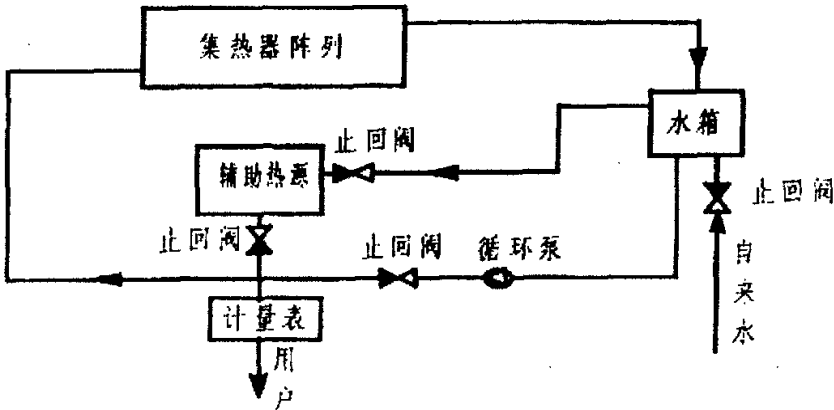 集热器阵列
水箱
止回阀
辅助热源
止回阀
止回阀
止回阀
循环泵
自来水
计量表
用户